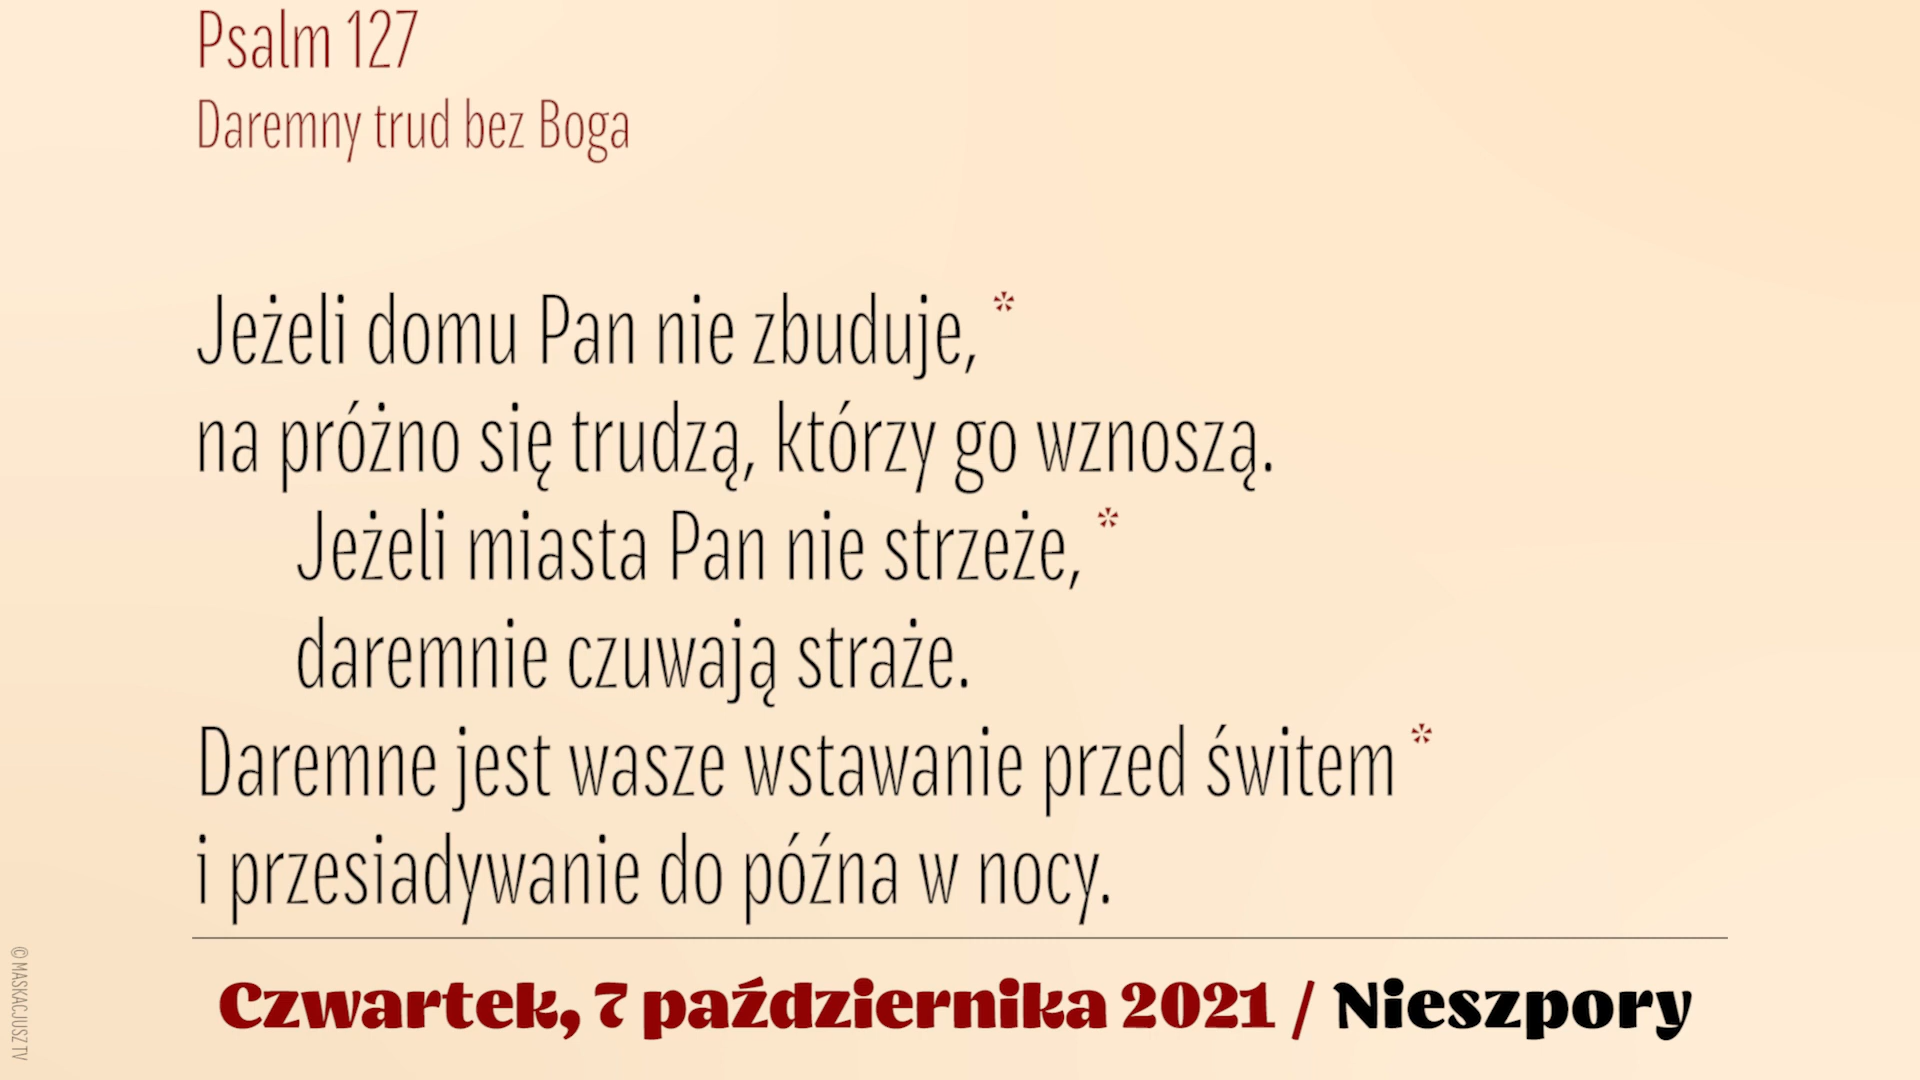 Psalm 127
Daremny trud bez Boga
Jeżeli domu Pan nie zbuduje, *
na próżno się trudzą, którzy go wznoszą.
Jeżeli miasta Pan nie strzeże, *
daremnie czuwają straże.
Daremne jest wasze wstawanie przed świtem *
i przesiadywanie do późna w nocy.
Czwartek, 7 października 2021 / Nieszpory
© MASKACJUSZ TV